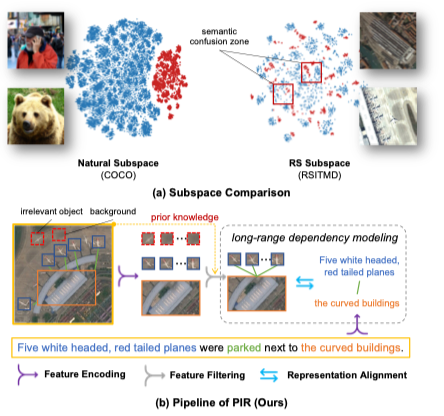 semantic
confusion zone
Natural Subspace
(COCO)
RS Subspace
(RSITMD)
(a) Subspace Comparison
irrelevant object
background
prior knowledge
long-range dependency modeling
Five white headed,
red tailed planes
the curved buildings
Five white headed, red tailed planes were parked next to the curved buildings.
Feature Encoding
Feature Filtering
Representation Alignment
(b) Pipeline of PIR (Ours)